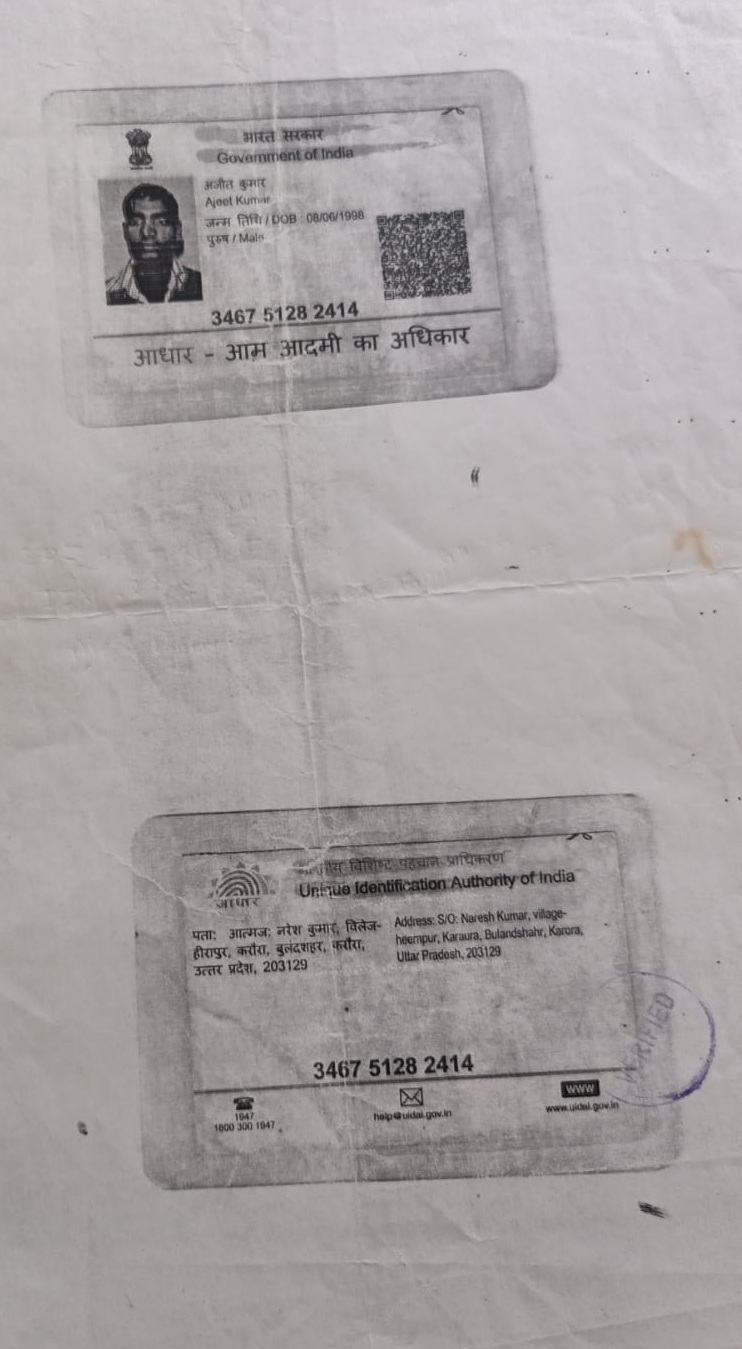 भारत सरकार
Government of India
अजीत कुमार
Ajeet Kumar
जन्म तिथि / DOB : 08/06/1998
पुरुष / Male
3467 5128 2414
आधार - आम आदमी का अधिकार
विशिष्ट पहचान प्राधिकरण
Unique Identification Authority of India
आधार
पता: आत्मज: नरेश कुमार, विलेज-
हीरापुर, करौरा, बुलंदशहर, करौरा,
उत्तर प्रदेश, 203129
Address: S/O: Naresh Kumar, village-
heempur, Karaura, Bulandshahr, Karora,
Uttar Pradesh, 203129
VERIFIED
3467 5128 2414
1947
1800 300 1947
help@uidai.gov.in
WWW
www.uidai.gov.in